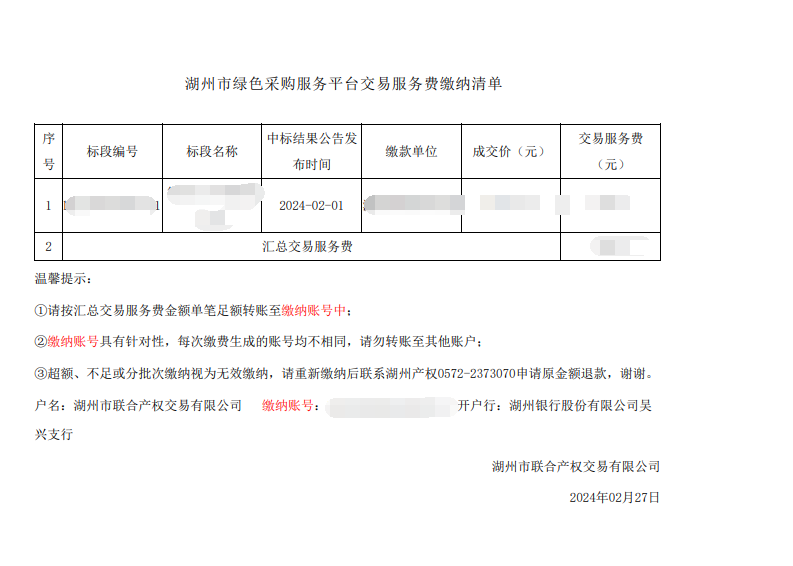 湖州市绿色采购服务平台交易服务费缴纳清单
序号 标段编号 标段名称 中标结果公告发布时间 缴款单位 成交价（元） 交易服务费（元）
1 1 2024-02-01
2 汇总交易服务费
温馨提示：
①请按汇总交易服务费金额单笔足额转账至缴纳账号中；
②缴纳账号具有针对性，每次缴费生成的账号均不相同，请勿转账至其他账户；
③超额、不足或分批次缴纳视为无效缴纳，请重新缴纳后联系湖州产权0572-2373070申请原金额退款，谢谢。
户名：湖州市联合产权交易有限公司 缴纳账号： 开户行：湖州银行股份有限公司吴
兴支行
湖州市联合产权交易有限公司
2024年02月27日